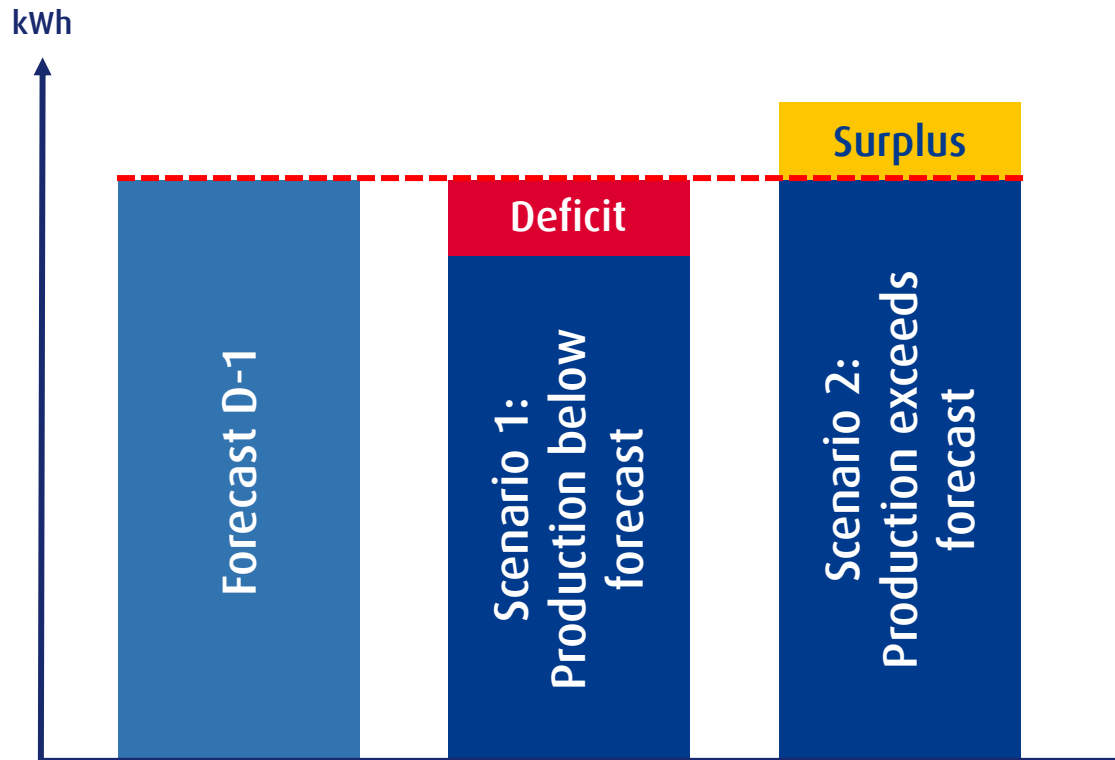 kWh
Surplus
Deficit
Forecast D-1
Scenario 1:
Production below
forecast
Scenario 2:
Production exceeds
forecast